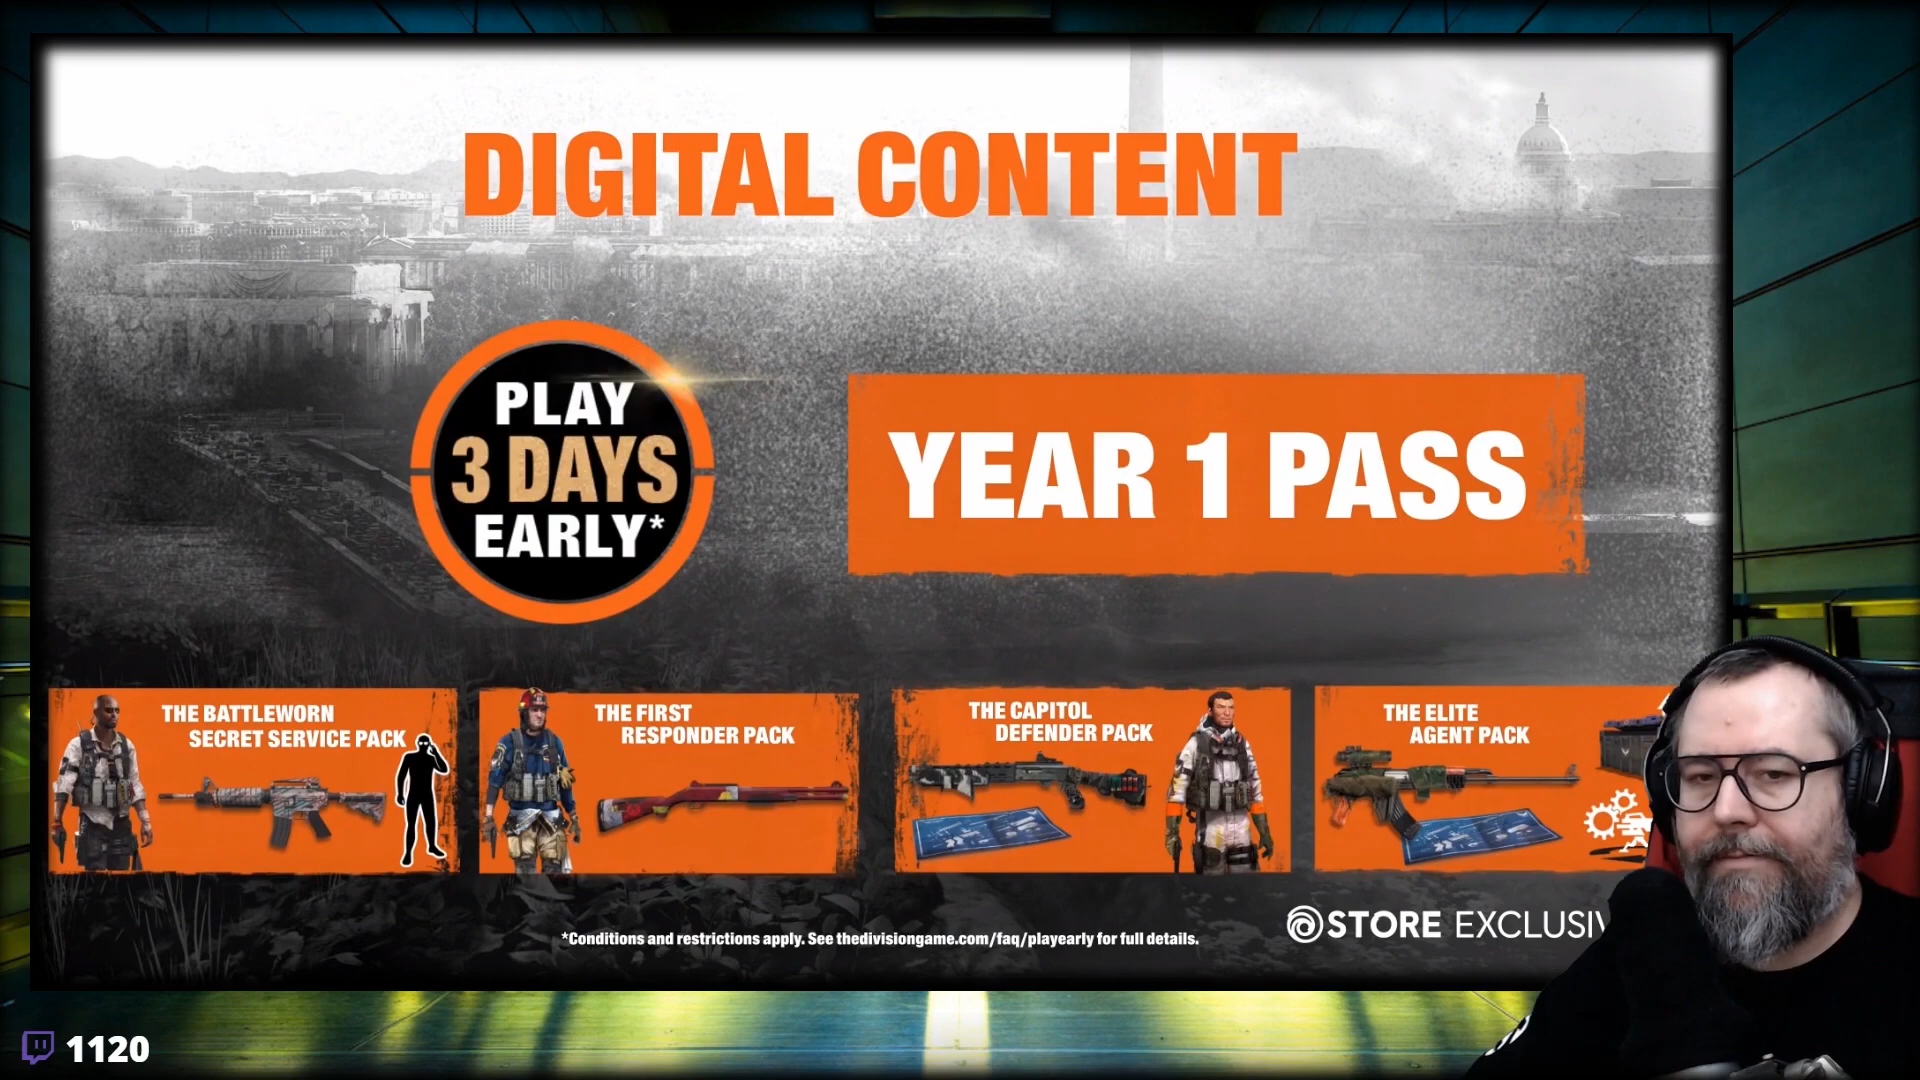 DIGITAL CONTENT
PLAY
3 DAYS
EARLY*
YEAR 1 PASS
THE BATTLEWORN
SECRET SERVICE PACK
THE FIRST
RESPONDER PACK
THE CAPITOL
DEFENDER PACK
THE ELITE
AGENT PACK
STORE EXCLUSIV
*Conditions and restrictions apply. See thedivisiongame.com/faq/playearly for full details.
1120